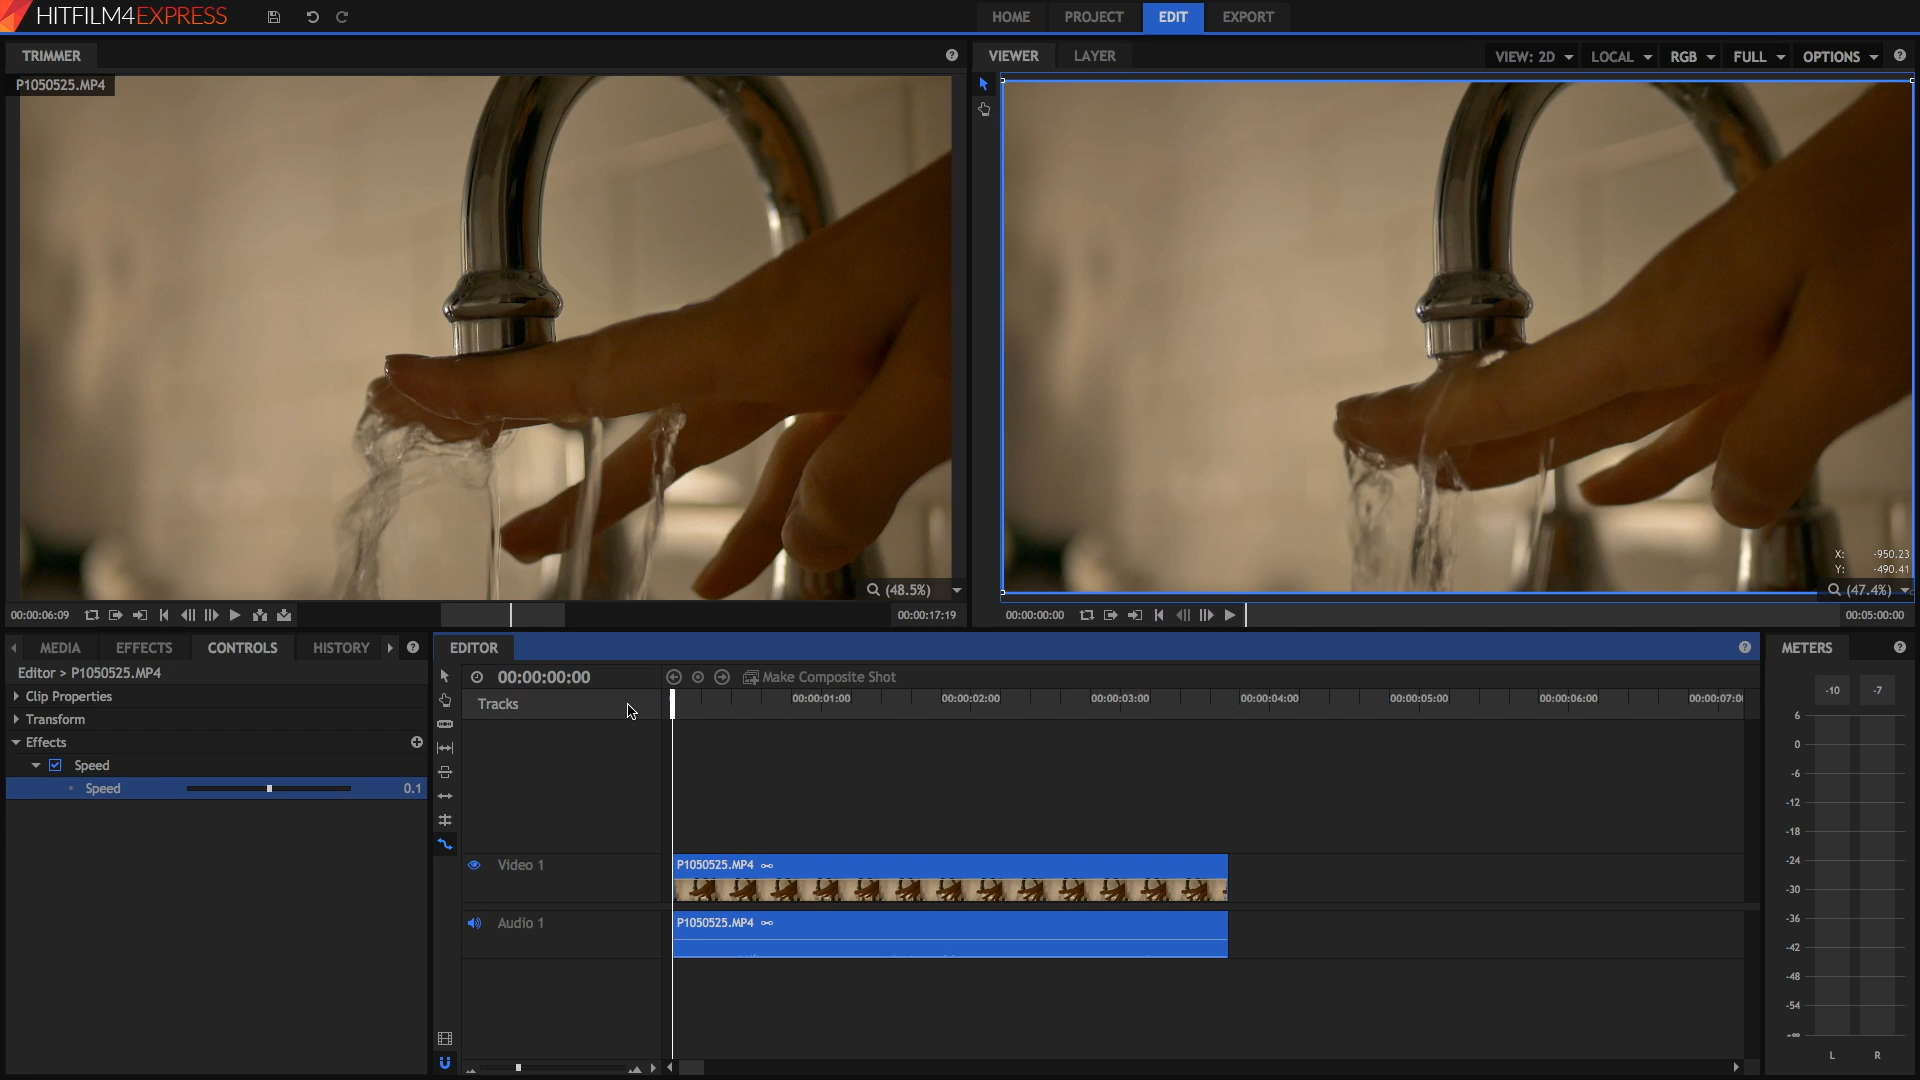 HITFILM4EXPRESS
HOME PROJECT EDIT EXPORT
TRIMMER
VIEWER LAYER VIEW: 2D LOCAL RGB FULL OPTIONS
P1050525.MP4
X: -950.23
Y: -490.41
(48.5%)
(47.4%)
00:00:06:09 00:00:17:19
00:00:00:00 00:05:00:00
MEDIA EFFECTS CONTROLS HISTORY
Editor > P1050525.MP4
Clip Properties
Transform
Effects
Speed
Speed 0.1
EDITOR
00:00:00:00 Make Composite Shot
Tracks
00:00:01:00 00:00:02:00 00:00:03:00 00:00:04:00 00:00:05:00 00:00:06:00 00:00:07:0
Video 1 P1050525.MP4
Audio 1 P1050525.MP4
METERS
-10 -7
6
0
-6
-12
-18
-24
-30
-36
-42
-48
-54
-∞
L R